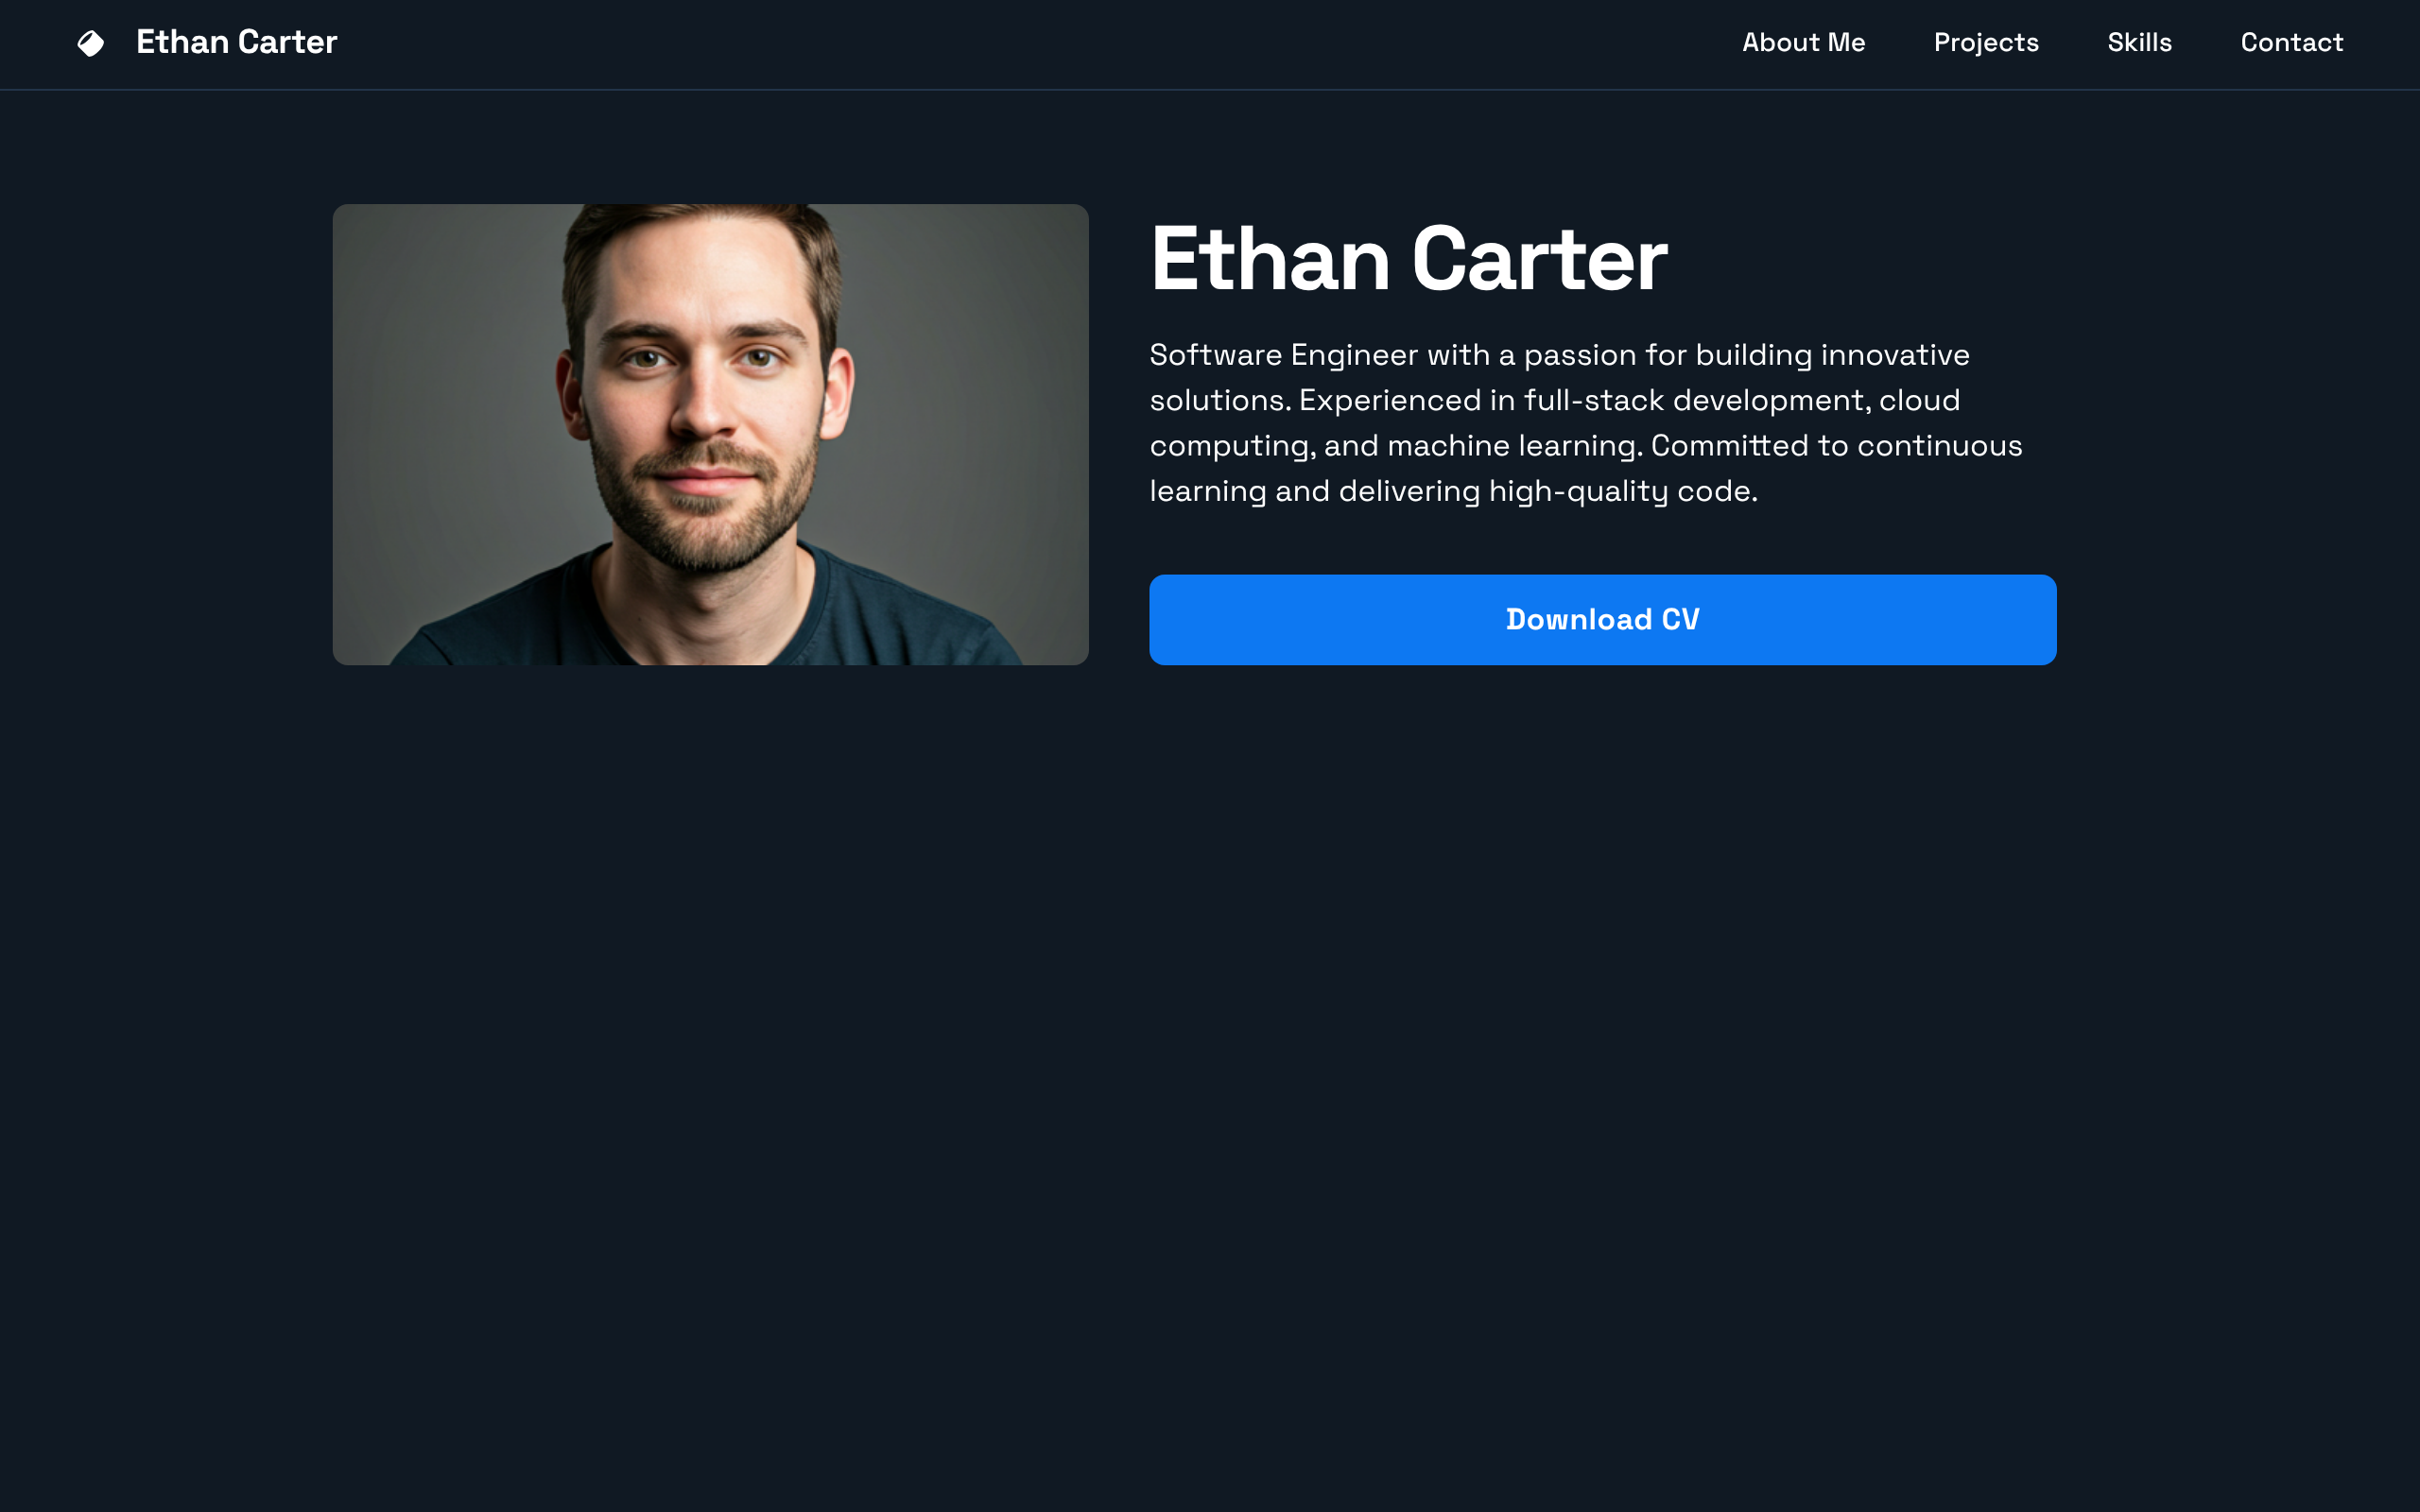 Ethan Carter
About Me
Projects
Skills
Contact
Ethan Carter
Software Engineer with a passion for building innovative
solutions. Experienced in full-stack development, cloud
computing, and machine learning. Committed to continuous
learning and delivering high-quality code.
Download CV